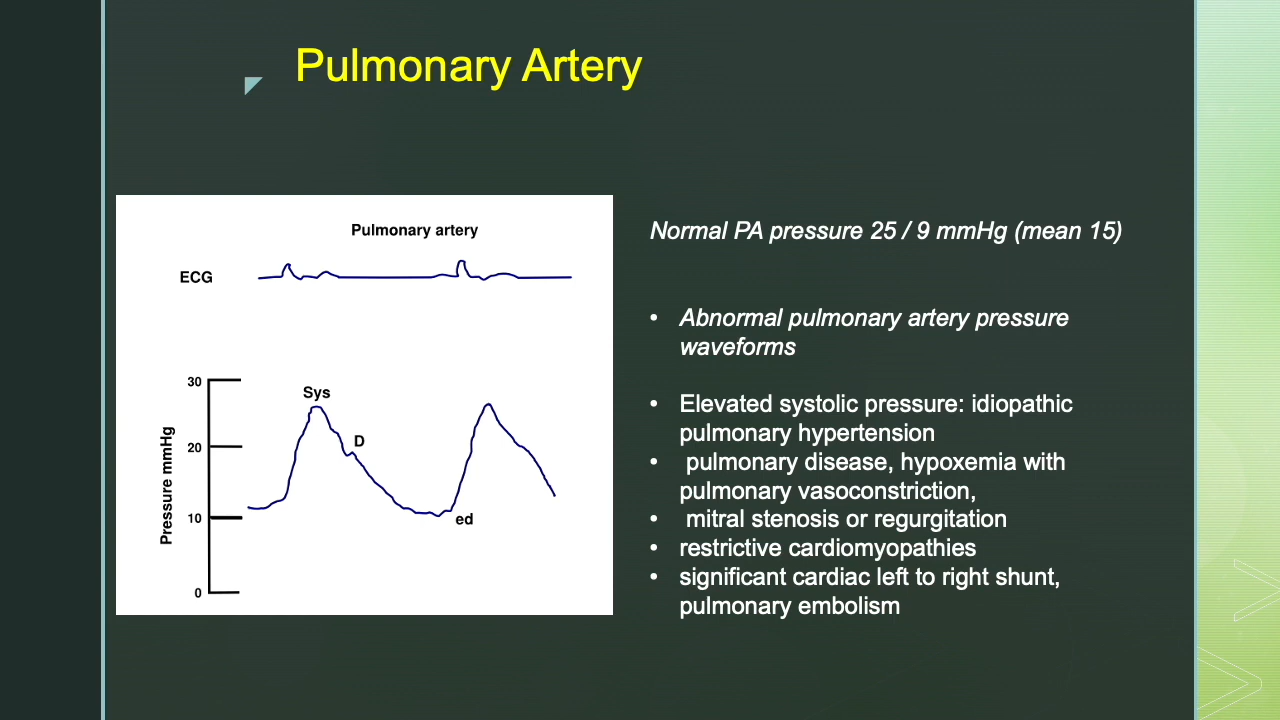 Pulmonary Artery
Pulmonary artery
ECG
30
20
10
0
Pressure mmHg
Sys
D
ed
Normal PA pressure 25 / 9 mmHg (mean 15)
• Abnormal pulmonary artery pressure
waveforms
• Elevated systolic pressure: idiopathic
pulmonary hypertension
• pulmonary disease, hypoxemia with
pulmonary vasoconstriction,
• mitral stenosis or regurgitation
• restrictive cardiomyopathies
• significant cardiac left to right shunt,
pulmonary embolism